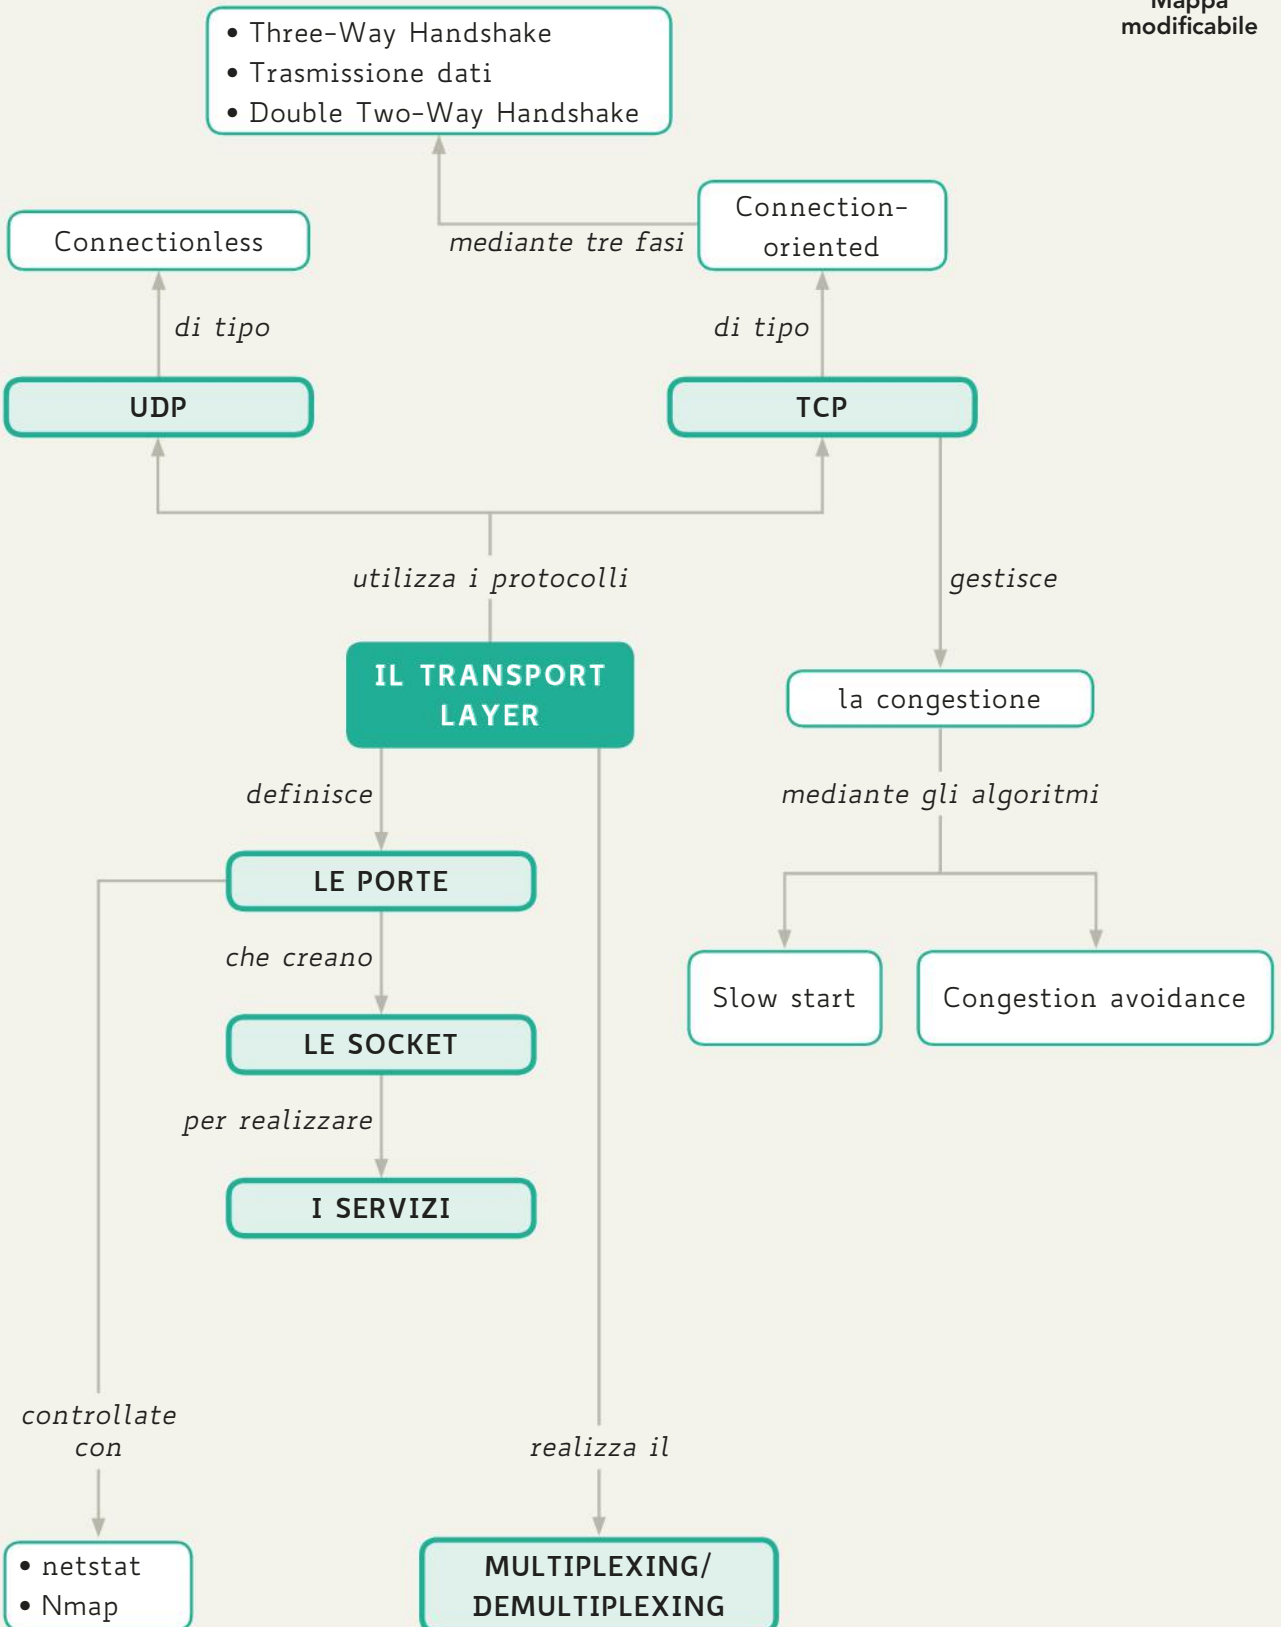 Mappa
modificabile
• Three-Way Handshake
• Trasmissione dati
• Double Two-Way Handshake
Connection-
oriented
mediante tre fasi
Connectionless
di tipo
di tipo
UDP
TCP
utilizza i protocolli
gestisce
IL TRANSPORT
LAYER
la congestione
definisce
mediante gli algoritmi
LE PORTE
che creano
Slow start
Congestion avoidance
LE SOCKET
per realizzare
I SERVIZI
controllate
con
realizza il
• netstat
• Nmap
MULTIPLEXING/
DEMULTIPLEXING